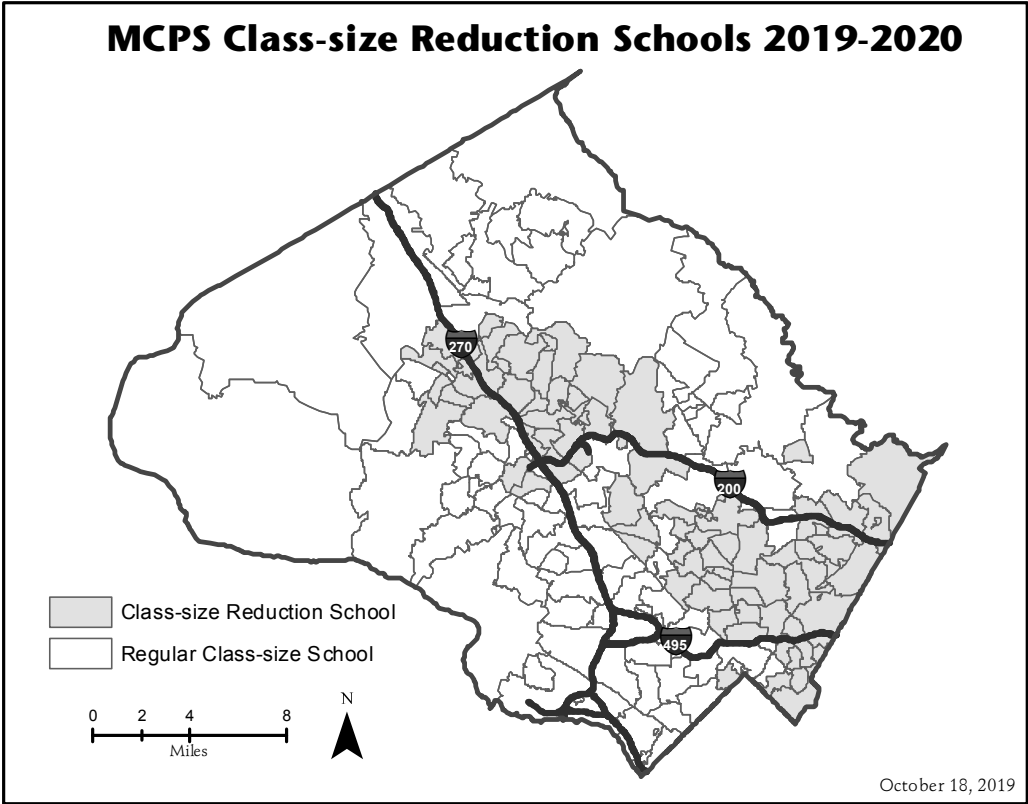 MCPS Class-size Reduction Schools 2019-2020
270
200
495
Class-size Reduction School
Regular Class-size School
N
0 2 4 8
Miles
October 18, 2019